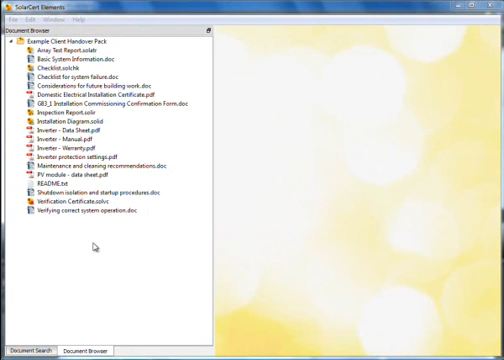 SolarCert Elements
File Edit Window Help
Document Browser
Example Client Handover Pack
Array Test Report.solatr
Basic System Information.doc
Checklist.solchk
Checklist for system failure.doc
Considerations for future building work.doc
Domestic Electrical Installation Certificate.pdf
G83_1 Installation Commissioning Confirmation Form.doc
Inspection Report.solir
Installation Diagram.solid
Inverter - Data Sheet.pdf
Inverter - Manual.pdf
Inverter - Warranty.pdf
Inverter protection settings.pdf
Maintenance and cleaning recommendations.doc
PV module - data sheet.pdf
README.txt
Shutdown isolation and startup procedures.doc
Verification Certificate.solvc
Verifying correct system operation.doc
Document Search Document Browser